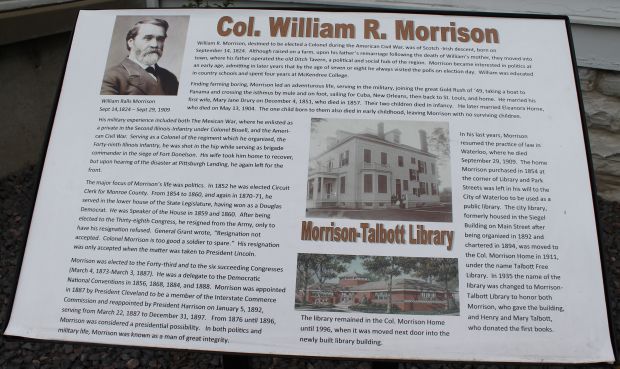 Col. William R. Morrison
William R. Morrison, destined to be elected a Colonel during the American Civil War, was of Scotch-Irish descent, born on
September 14, 1824. Although raised on a farm, upon his father's remarriage following the death of William's mother, they moved into
town, where his father operated the old Ditch Tavern, a political and social hub of the region. Morrison became interested in politics at
an early age, admitting in later years that by the age of seven or eight he always visited the polls on election day. William was educated
in country schools and spent four years at McKendree College.
Finding farming boring, Morrison led an adventurous life, serving in the military, joining the great Gold Rush of '49, taking a boat to
Panama and crossing the isthmus by mule and on foot, sailing for Cuba, New Orleans, then back to St. Louis, and home. He married his
first wife, Mary Jane Drury on December 4, 1851, who died in 1857. Their two children died in infancy. He later married Eleanora Horne,
who died on May 13, 1904. The one child born to them also died in early childhood, leaving Morrison with no surviving children.
William Ralls Morrison
Sept 14,1824 – Sept 29, 1909
His military experience included both The Mexican War, where he enlisted as
a private in the Second Illinois Infantry under Colonel Bissell, and the Ameri-
can Civil War. Serving as Colonel of the regiment which he organized, the
Forty-ninth Illinois Infantry, he was shot in the hip while serving as brigade
commander in the siege of Fort Donelson. His wife took him home to recover,
but upon hearing of the disaster at Pittsburgh Landing, he again left for the
front.
The major focus of Morrison's life was politics. In 1852 he was elected Circuit
Clerk for Monroe County. From 1854 to 1860, and again in 1870-71, he
served in the lower house of the State Legislature, having won as a Douglas
Democrat. He was Speaker of the House in 1859 and 1860. After being
elected to the Thirty-eighth Congress, he resigned from the Army, only to
have his resignation refused. General Grant wrote, "Resignation not
accepted. Colonel Morrison is too good a soldier to spare." His resignation
was only accepted when the matter was taken to President Lincoln.
Morrison was elected to the Forty-third and to the six succeeding Congresses
(March 4, 1873-March 3, 1887). He was a delegate to the Democratic
National Conventions in 1856, 1868, 1884, and 1888. Morrison was appointed
in 1887 by President Cleveland to be a member of the Interstate Commerce
Commission and reappointed by President Harrison on January 5, 1892,
serving from March 22, 1887 to December 31, 1897. From 1876 until 1896,
Morrison was considered a presidential possibility. In both politics and
military life, Morrison was known as a man of great integrity.
Morrison-Talbott Library
The library remained in the Col. Morrison Home
until 1996, when it was moved next door into the
newly built library building.
In his last years, Morrison
resumed the practice of law in
Waterloo, where he died
September 29, 1909. The home
Morrison purchased in 1854 at
the corner of Library and Park
Streets was left in his will to the
City of Waterloo to be used as a
public library. The city library,
formerly housed in the Siegel
Building on Main Street after
being organized in 1892 and
chartered in 1894, was moved to
the Col. Morrison Home in 1911,
under the name Talbott Free
Library. In 1935 the name of the
library was changed to Morrison-
Talbott Library to honor both
Morrison, who gave the building,
and Henry and Mary Talbott,
who donated the first books.